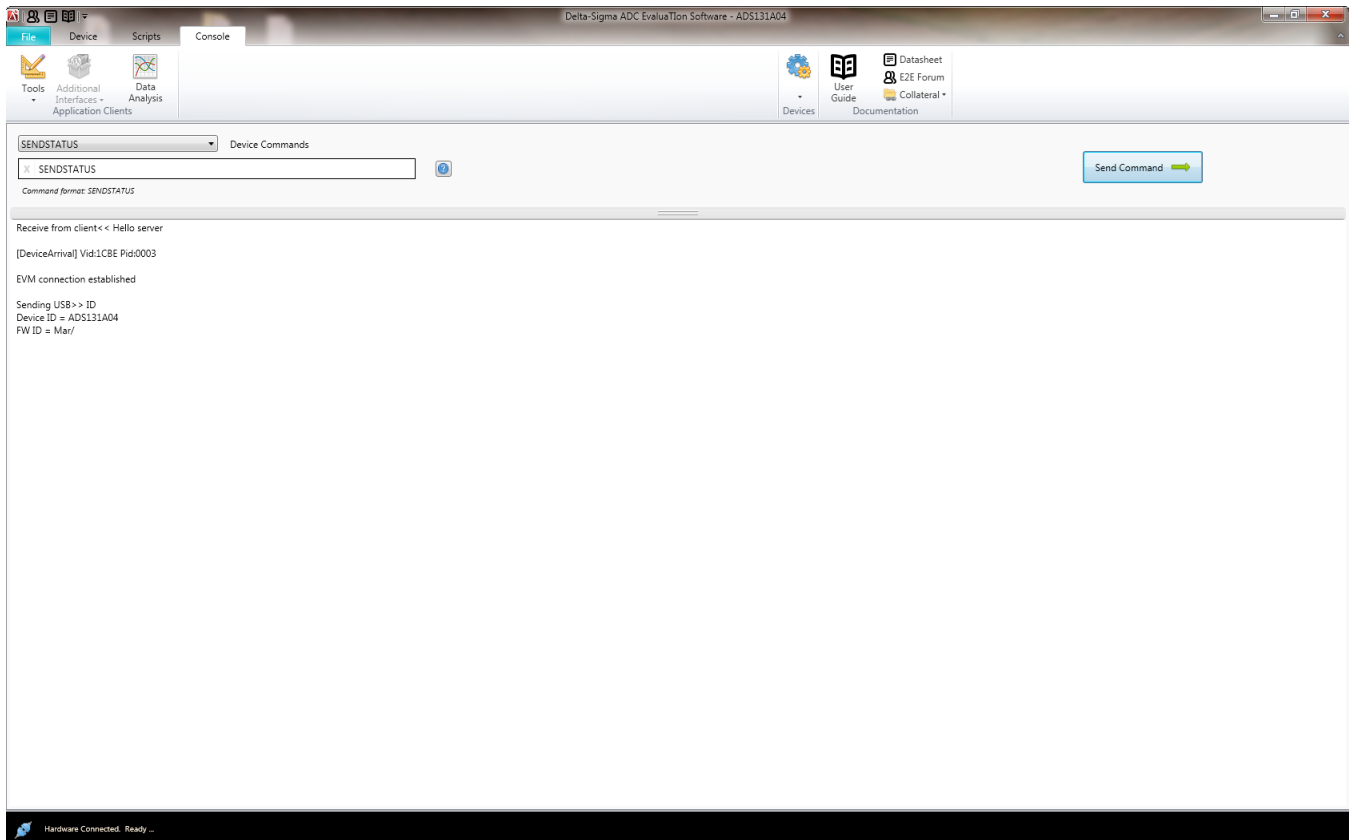 Delta-Sigma ADC EvaluaTIon Software - ADS131A04
File Device Scripts Console
Tools
Additional Interfaces
Data Analysis
Application Clients
Devices
User Guide
Datasheet
E2E Forum
Collateral
Documentation
SENDSTATUS
Device Commands
X SENDSTATUS
?
Send Command
Command format: SENDSTATUS
Receive from client<< Hello server
[DeviceArrival] Vid:1CBE Pid:0003
EVM connection established
Sending USB>> ID
Device ID = ADS131A04
FW ID = Mar/
Hardware Connected. Ready ...